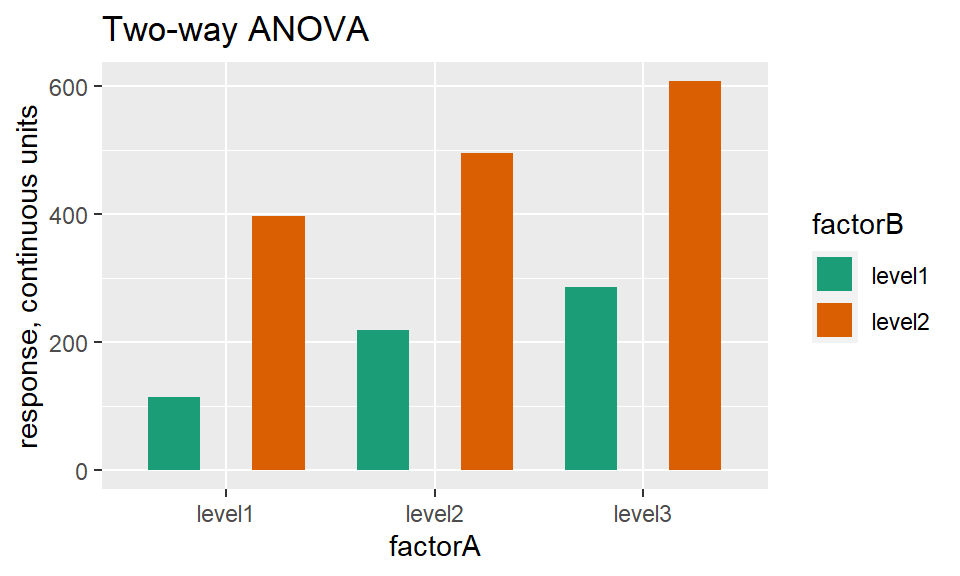 Two-way ANOVA
response, continuous units
600
400
200
0
level1 level2 level3
factorA
factorB
level1
level2